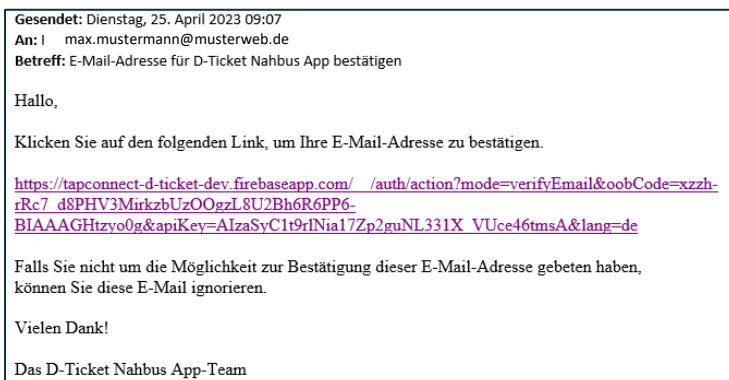 Gesendet: Dienstag, 25. April 2023 09:07
An: max.mustermann@musterweb.de
Betreff: E-Mail-Adresse für D-Ticket Nahbus App bestätigen
Hallo,
Klicken Sie auf den folgenden Link, um Ihre E-Mail-Adresse zu bestätigen.
https://tapconnect-d-ticket-dev.firebaseapp.com/__/auth/action?mode=verifyEmail&oobCode=xzzh-
rRc7_d8PHV3MirkzbUzOOgzL8U2Bh6R6PP6-
BIAAAGHtzyo0g&apiKey=AIzaSyC1t9rlNia17Zp2guNL331X_VUce46tmsA&lang=de
Falls Sie nicht um die Möglichkeit zur Bestätigung dieser E-Mail-Adresse gebeten haben,
können Sie diese E-Mail ignorieren.
Vielen Dank!
Das D-Ticket Nahbus App-Team